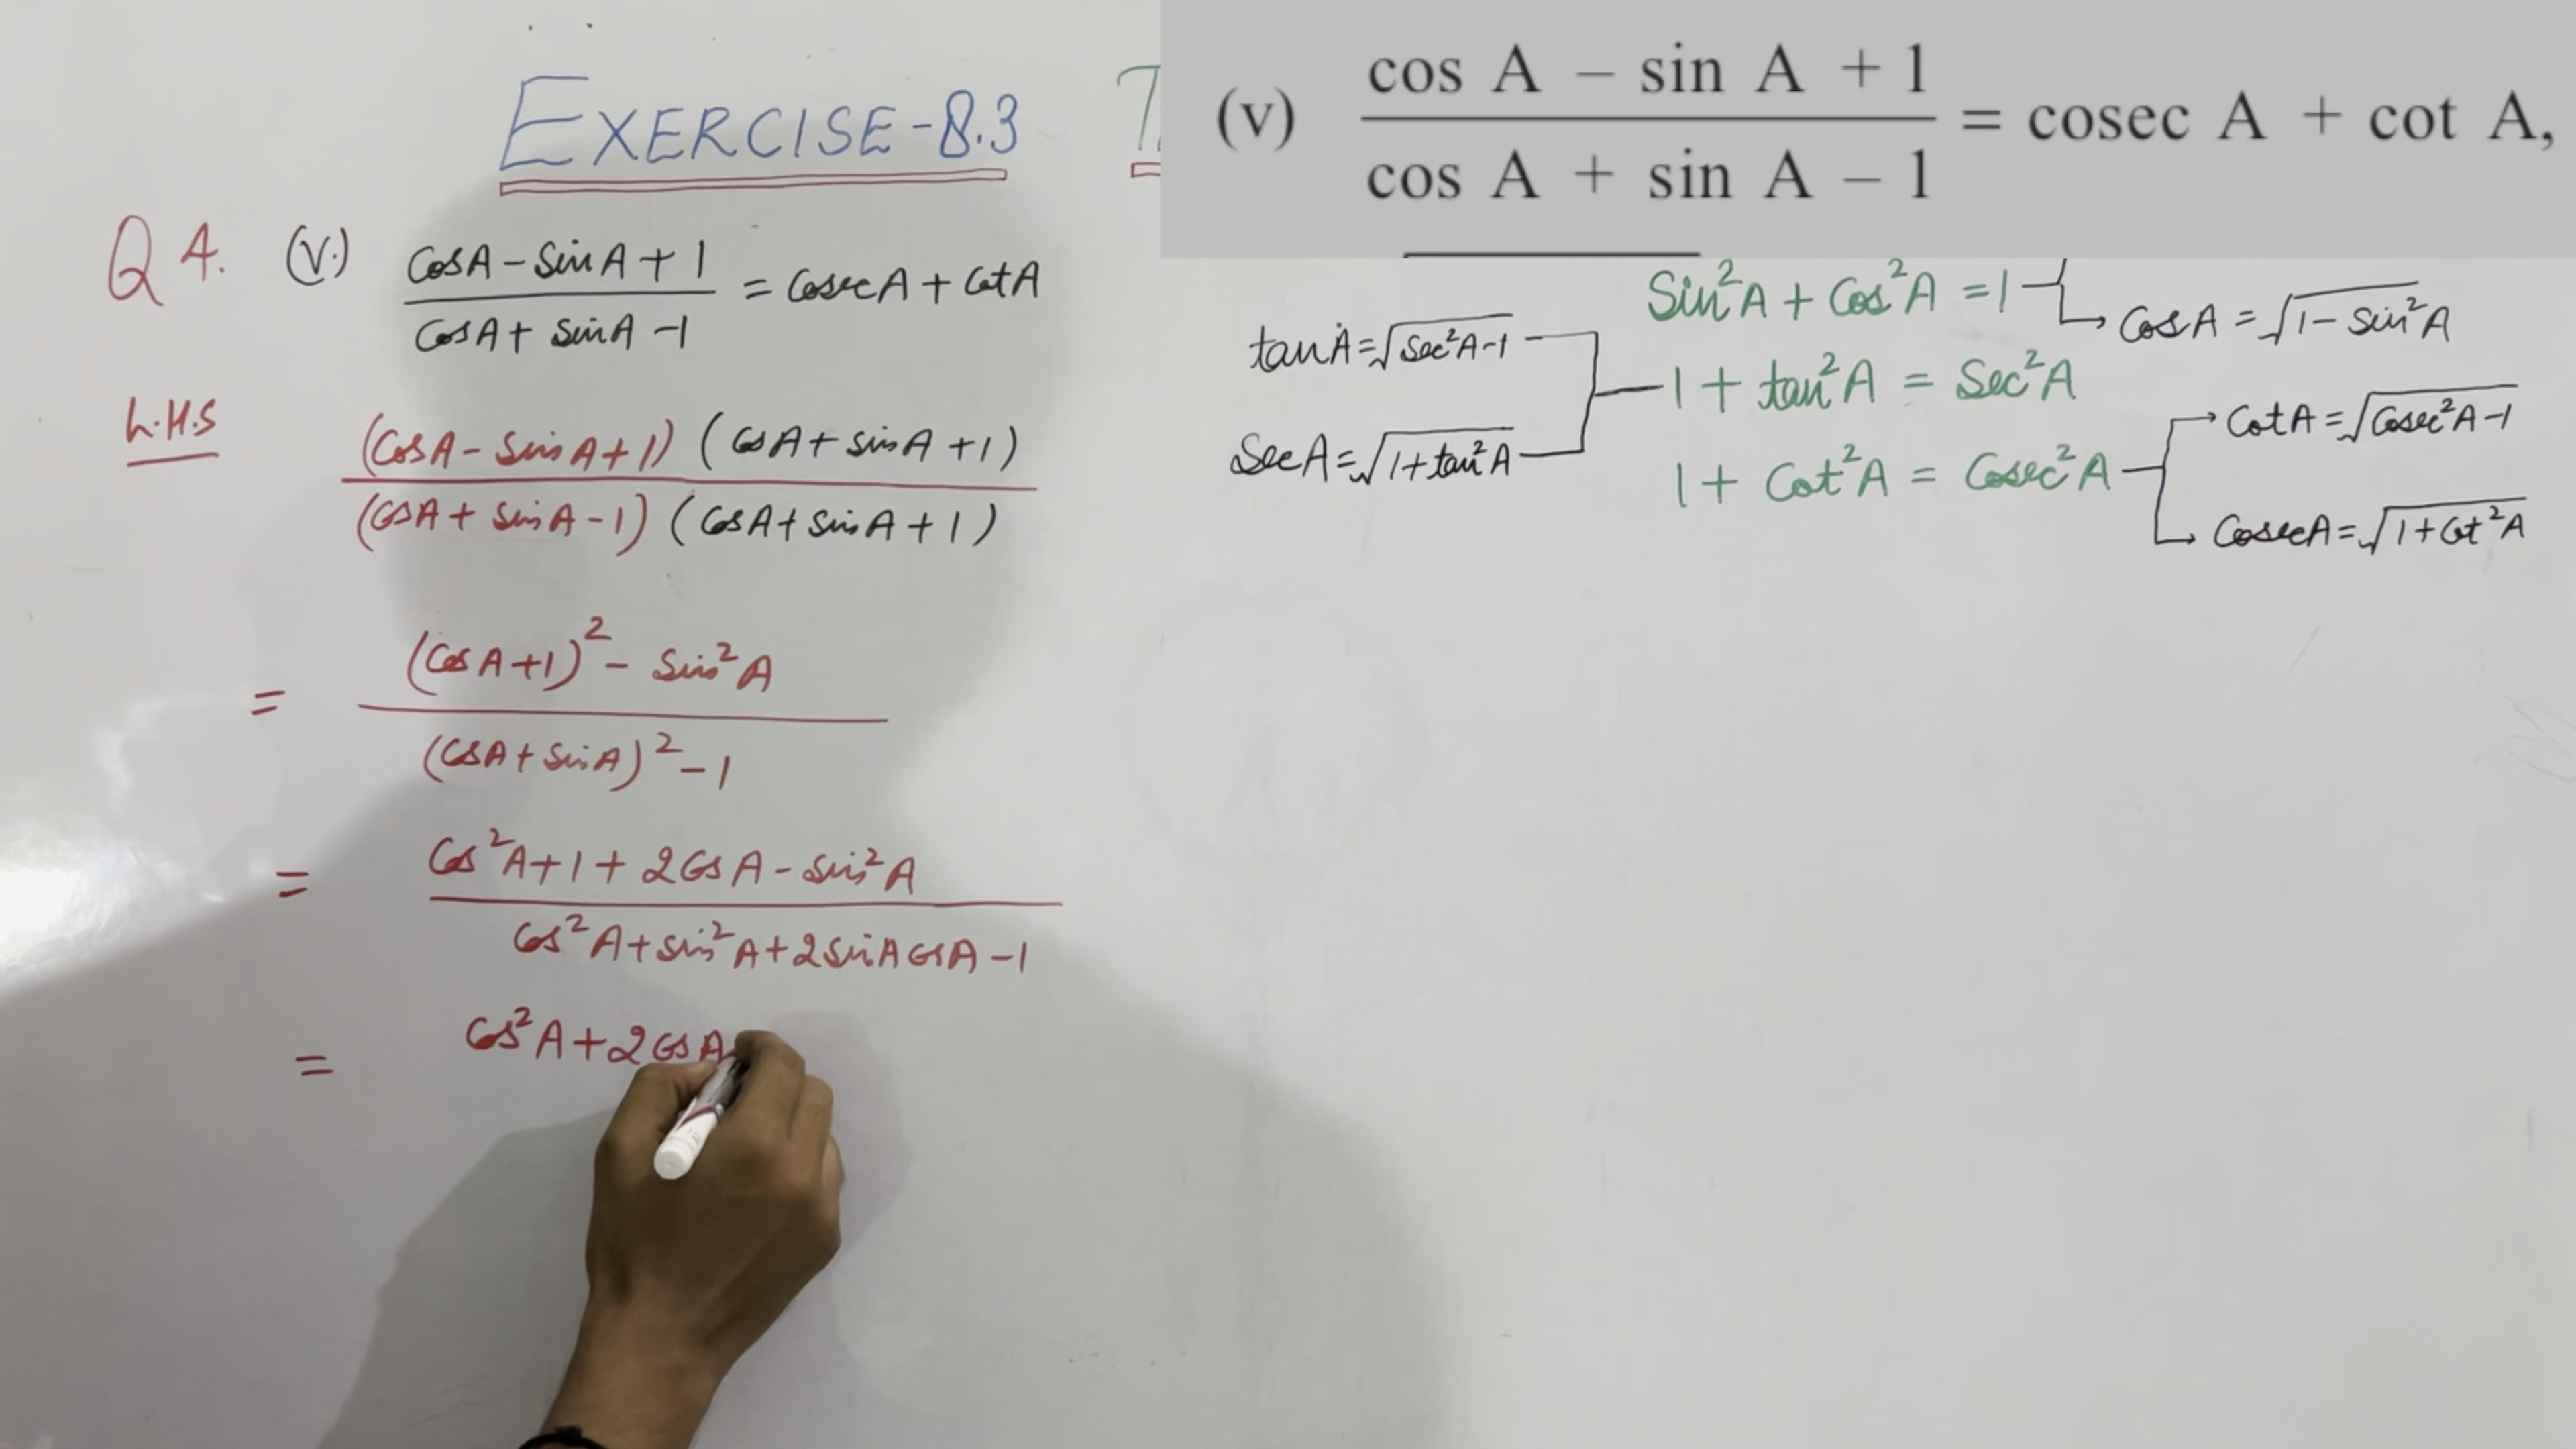 EXERCISE-8.3
(v) cos A – sin A + 1 / cos A + sin A – 1 = cosec A + cot A,
Q 4. (V.) CosA - SinA + 1 / CosA + SinA - 1 = CosecA + CotA
L.H.S
(CosA - SinA + 1) (CosA + SinA + 1)
(CosA + SinA - 1) (CosA + SinA + 1)
= (CosA + 1)² - Sin²A
(CosA + SinA)² - 1
= Cos²A + 1 + 2CosA - Sin²A
Cos²A + Sin²A + 2SinACosA - 1
= Cos²A + 2CosA
Sin²A + Cos²A = 1
CosA = √1 - Sin²A
tanA = √Sec²A - 1
1 + tan²A = Sec²A
SecA = √1 + tan²A
1 + Cot²A = Cosec²A
CotA = √Cosec²A - 1
CosecA = √1 + Cot²A